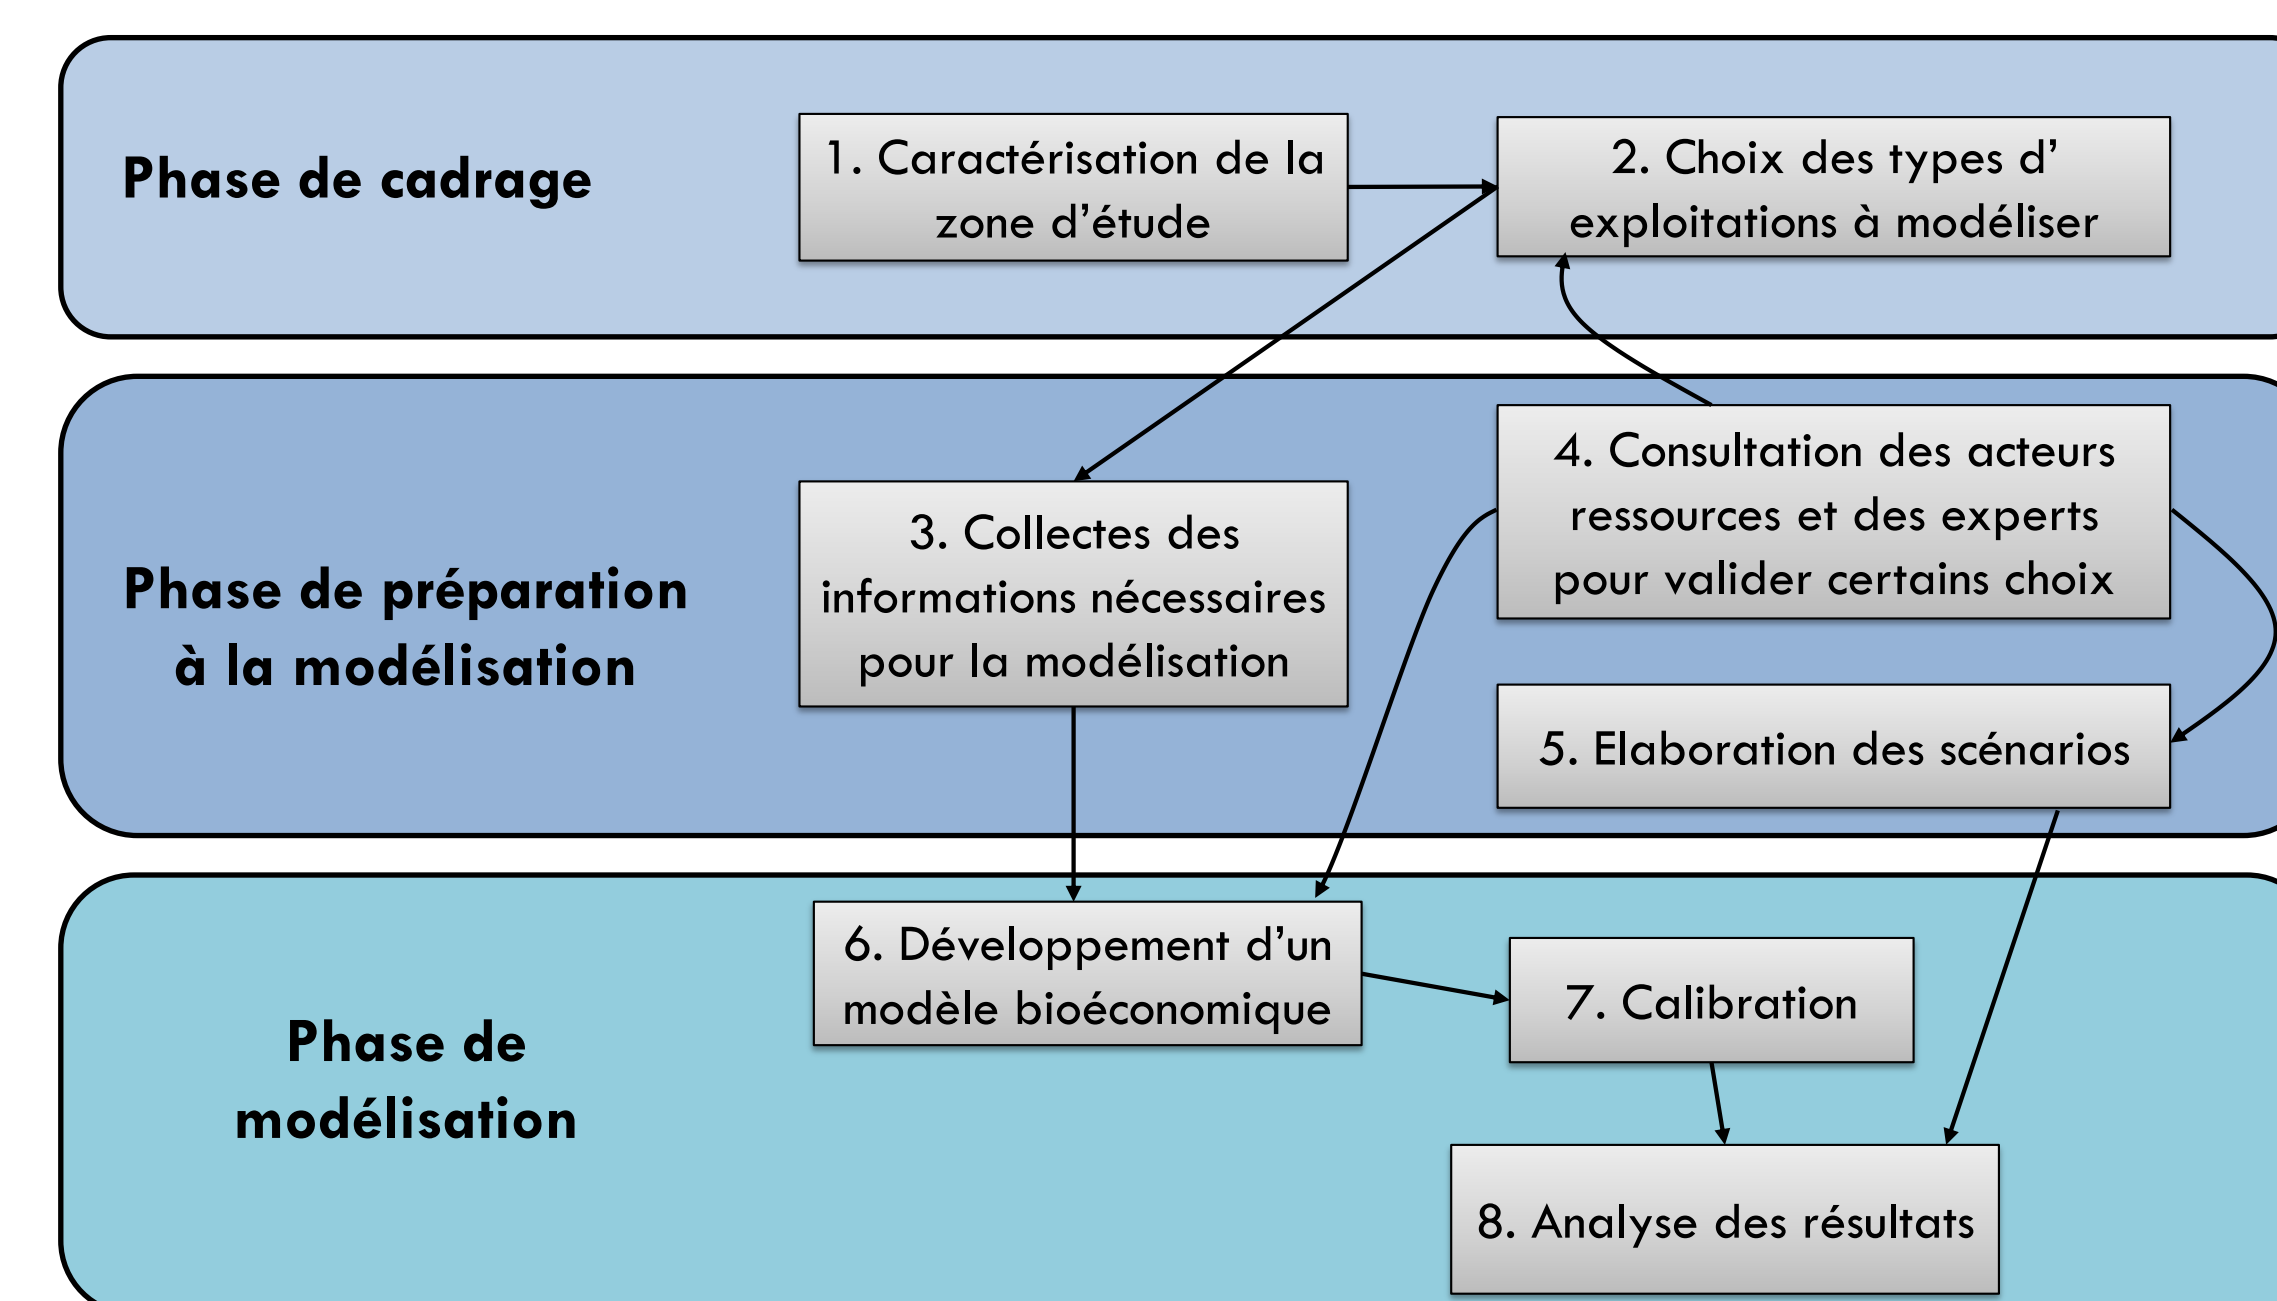 Phase de cadrage
1. Caractérisation de la
zone d’étude
2. Choix des types d’
exploitations à modéliser
Phase de préparation
à la modélisation
3. Collectes des
informations nécessaires
pour la modélisation
4. Consultation des acteurs
ressources et des experts
pour valider certains choix
5. Elaboration des scénarios
Phase de
modélisation
6. Développement d’un
modèle bioéconomique
7. Calibration
8. Analyse des résultats